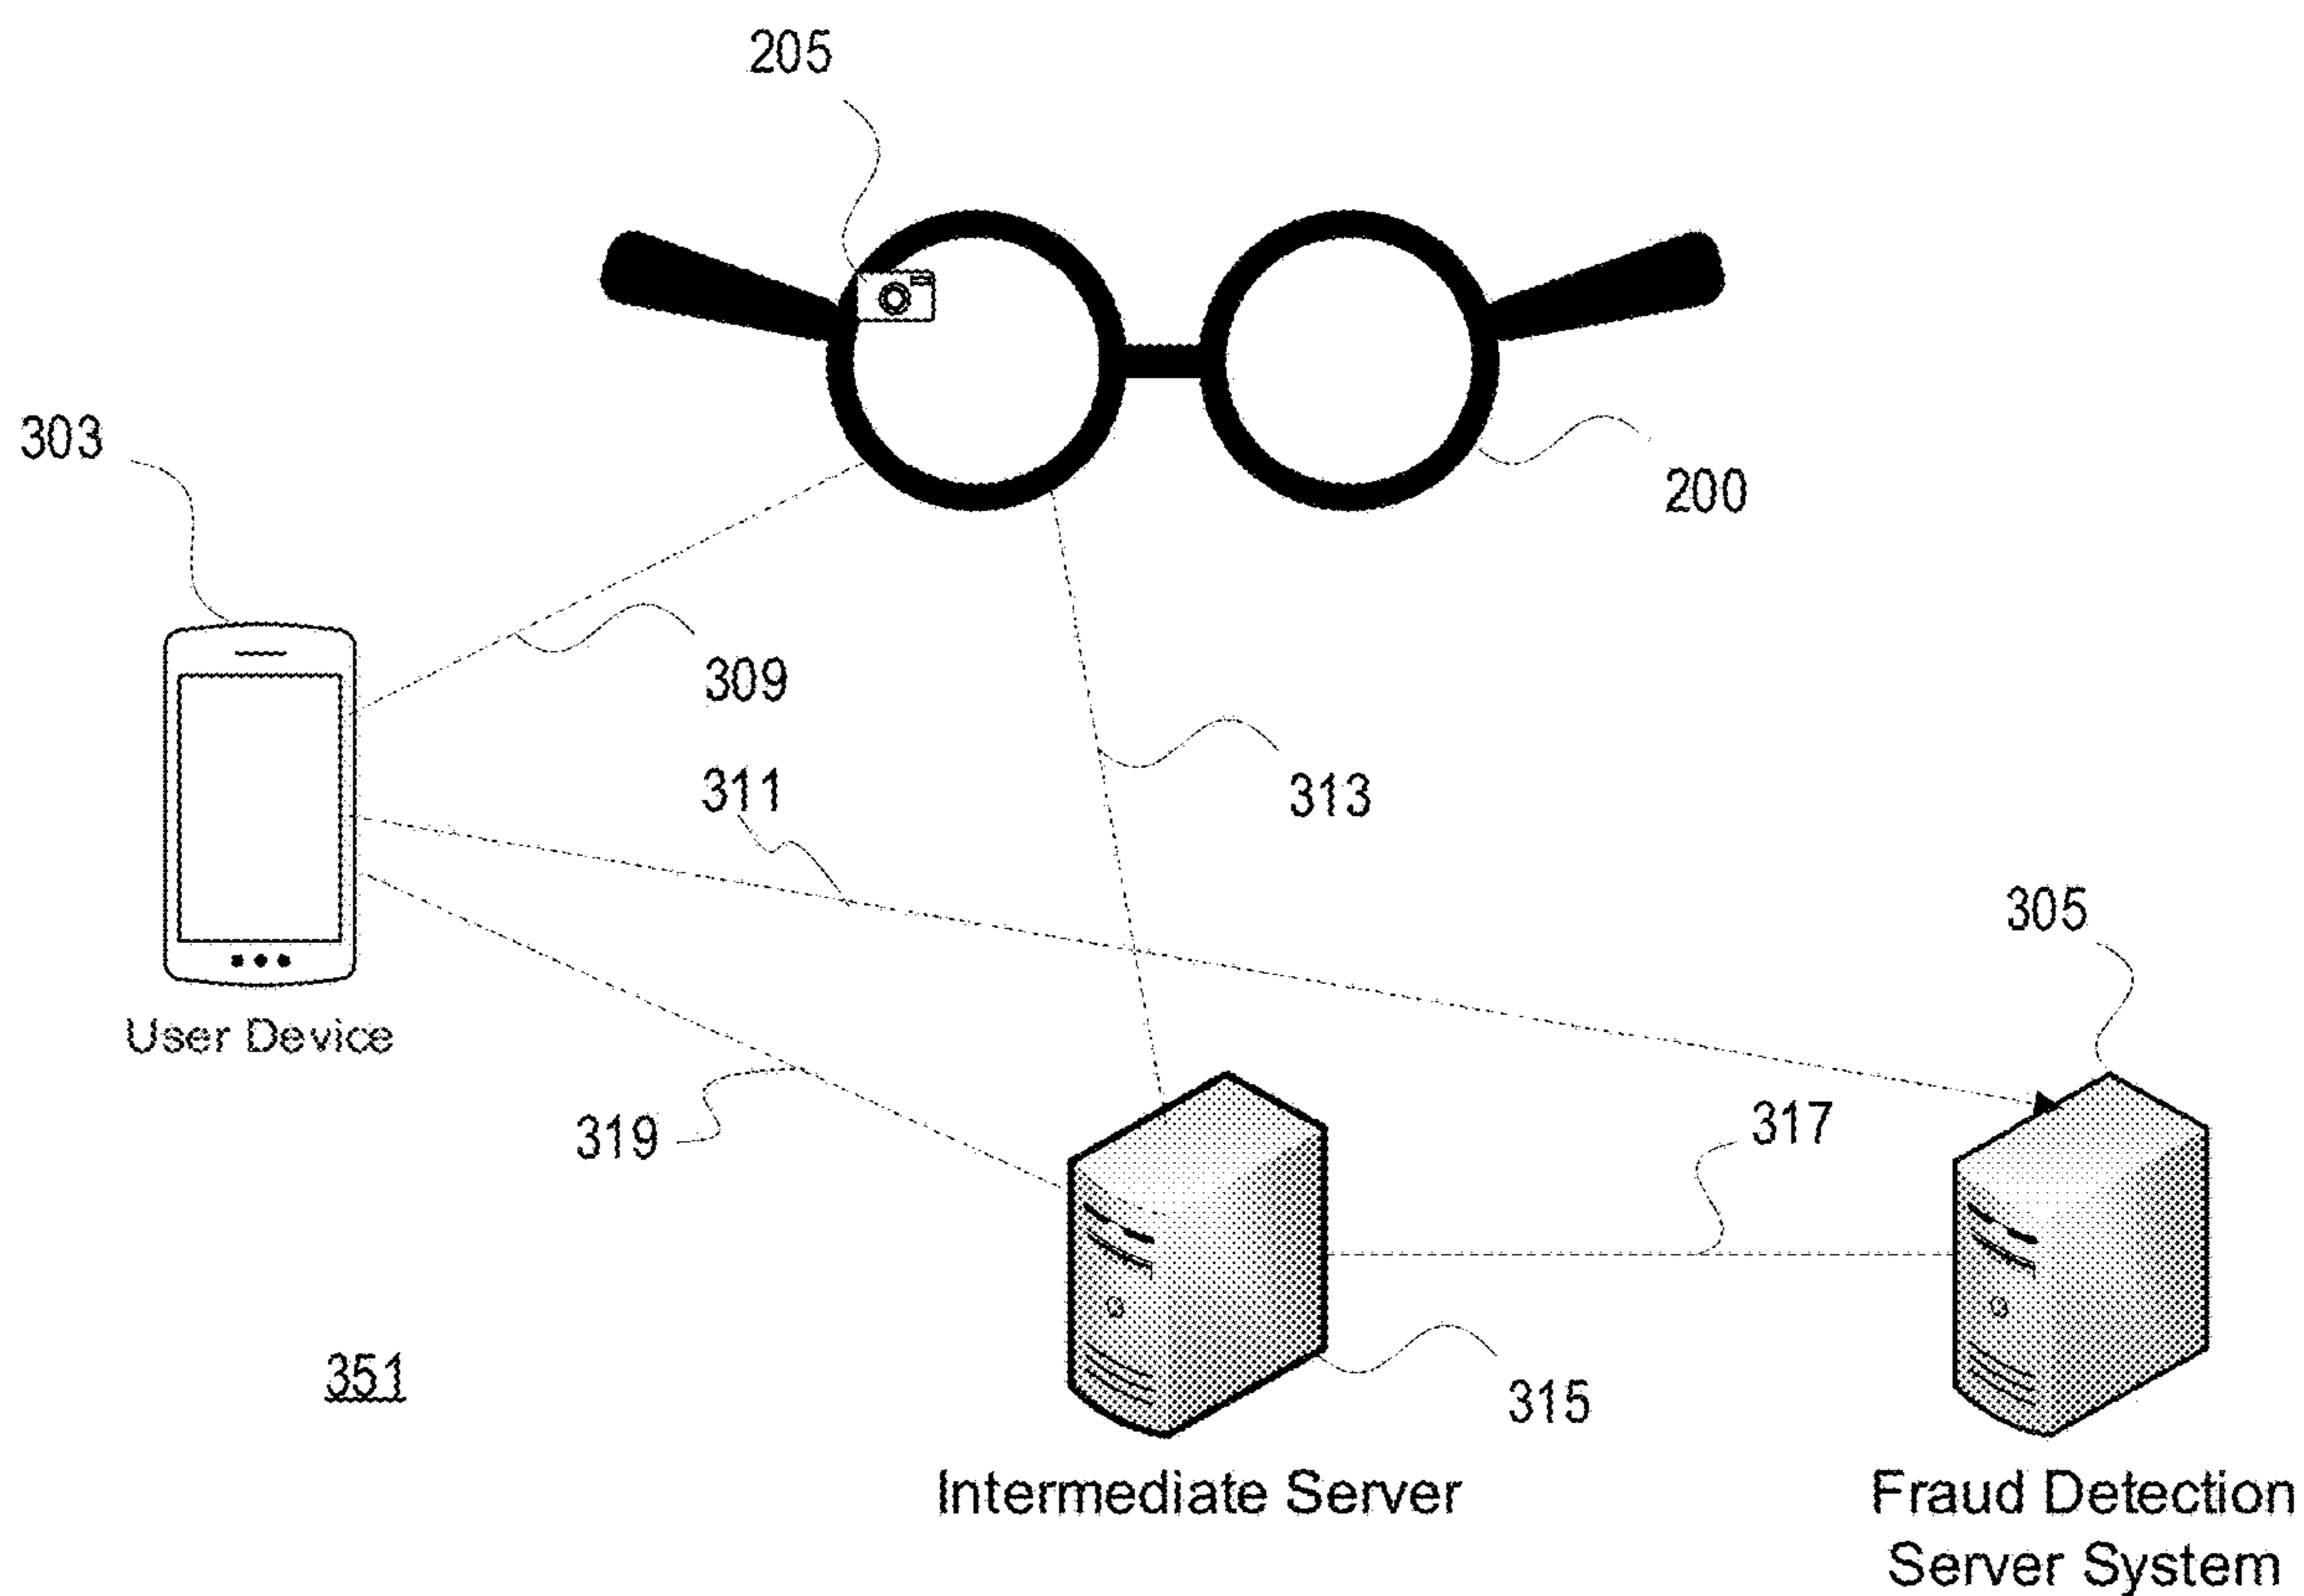 205
303
200
309
311
313
305
User Device
317
319
351
315
Intermediate Server
Fraud Detection
Server System